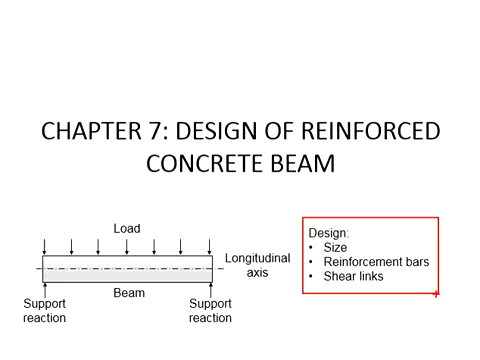 CHAPTER 7: DESIGN OF REINFORCED
CONCRETE BEAM
Load
Longitudinal
axis
Beam
Support
reaction
Support
reaction
Design:
• Size
• Reinforcement bars
• Shear links